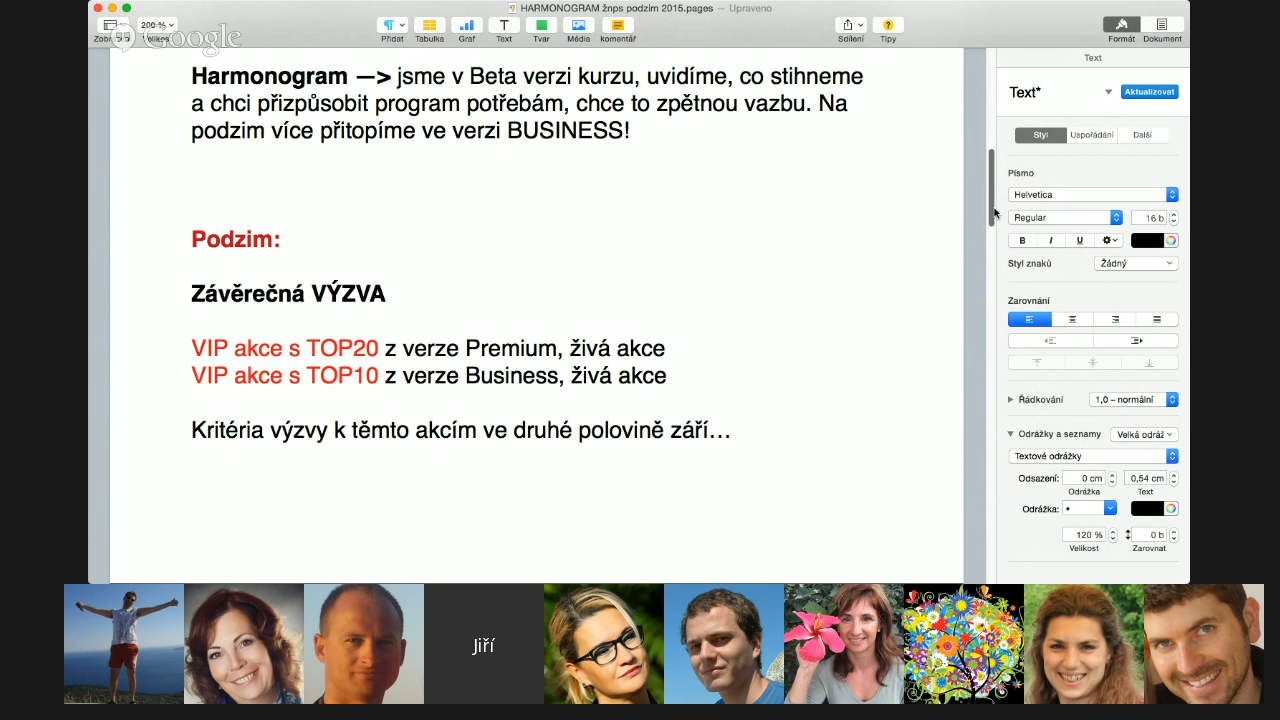 HARMONOGRAM žnps podzim 2015.pages — Upraveno
200 %
Google
Přidat Tabulka Graf Text Tvar Média komentář Sdílení Tipy Formát Dokument
Harmonogram —> jsme v Beta verzi kurzu, uvidíme, co stihneme
a chci přizpůsobit program potřebám, chce to zpětnou vazbu. Na
podzim více přitopíme ve verzi BUSINESS!
Podzim:
Závěrečná VÝZVA
VIP akce s TOP20 z verze Premium, živá akce
VIP akce s TOP10 z verze Business, živá akce
Kritéria výzvy k těmto akcím ve druhé polovině září…
Text
Text* Aktualizovat
Styl Uspořádání Další
Písmo
Helvetica
Regular 16 b
B I U
Styl znaků Žádný
Zarovnání
Řádkování 1,0 – normální
Odrážky a seznamy Velká odráž
Textové odrážky
Odsazení: 0 cm 0,54 cm
Odrážka Text
Odrážka: •
120 % 0 b
Velikost Zarovnat
Jiří